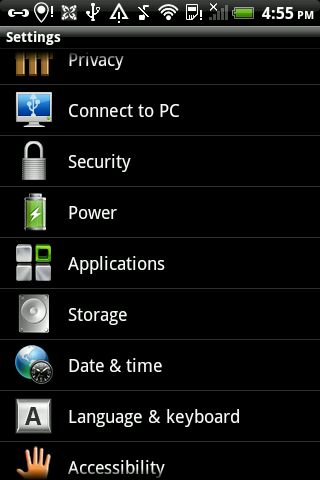 4:55 PM
Settings
Privacy
Connect to PC
Security
Power
Applications
Storage
Date & time
A Language & keyboard
Accessibility